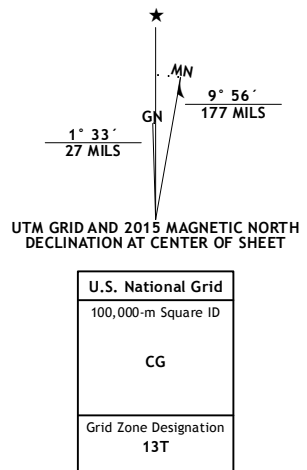 ★
MN
GN
9° 56´
177 MILS
1° 33´
27 MILS
UTM GRID AND 2015 MAGNETIC NORTH
DECLINATION AT CENTER OF SHEET
U.S. National Grid
100,000-m Square ID
CG
Grid Zone Designation
13T